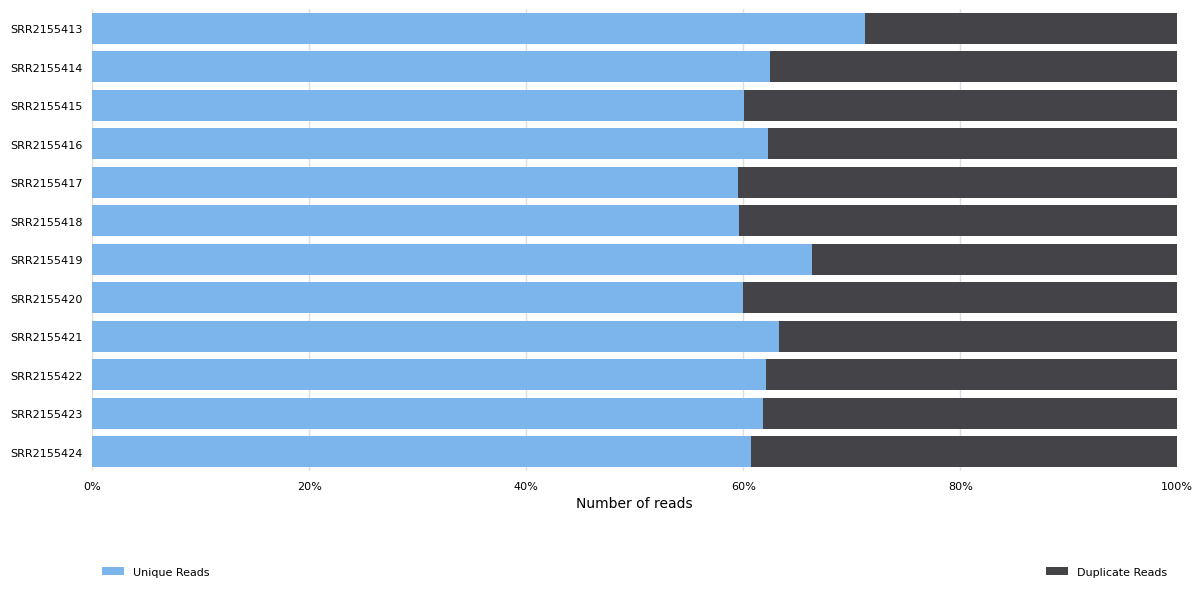 SRR2155413
SRR2155414
SRR2155415
SRR2155416
SRR2155417
SRR2155418
SRR2155419
SRR2155420
SRR2155421
SRR2155422
SRR2155423
SRR2155424
0% 20% 40% 60% 80% 100%
Number of reads
Unique Reads Duplicate Reads